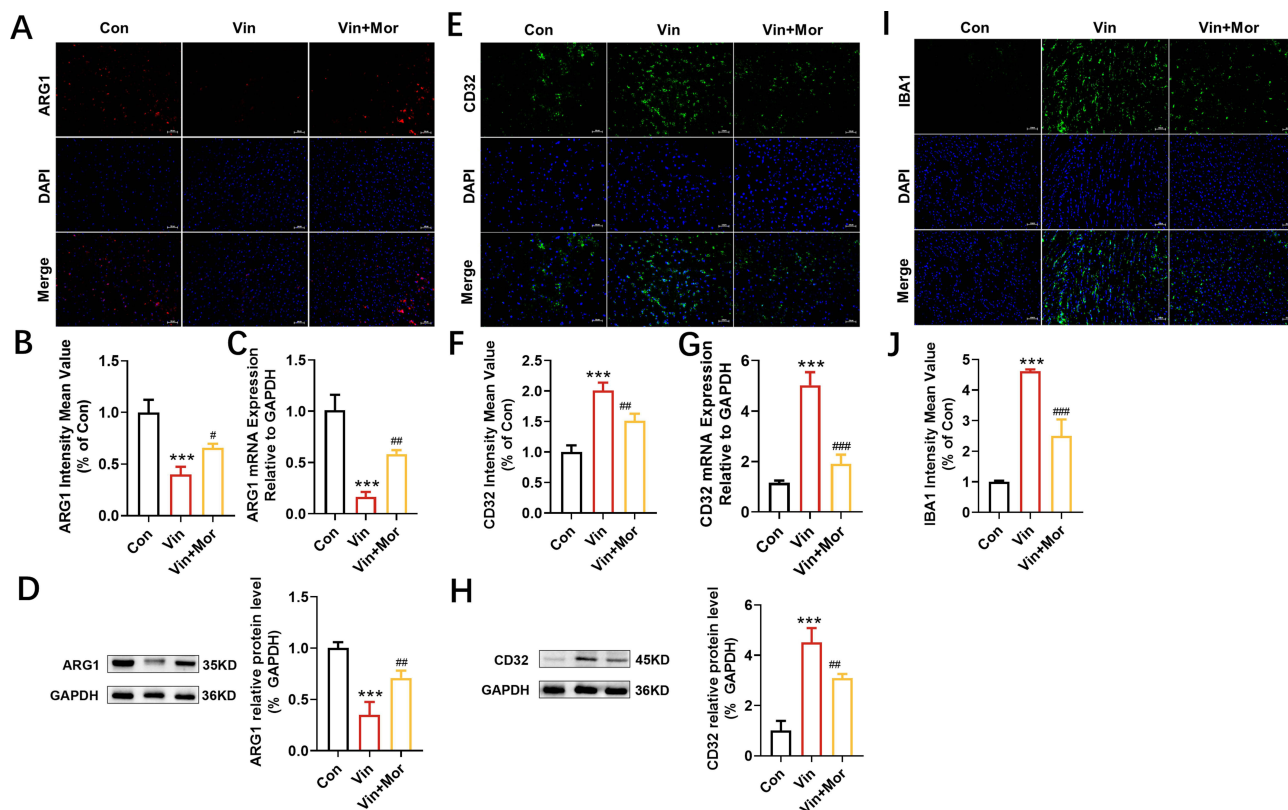 A
Con
Vin
Vin+Mor
ARG1
DAPI
Merge
E
Con
Vin
Vin+Mor
CD32
DAPI
Merge
I
Con
Vin
Vin+Mor
IBA1
DAPI
Merge
B
ARG1 Intensity Mean Value
(% of Con)
1.5
1.0
0.5
0.0
***
#
Con
Vin
Vin+Mor
C
ARG1 mRNA Expression
Relative to GAPDH
1.5
1.0
0.5
0.0
***
##
Con
Vin
Vin+Mor
F
CD32 Intensity Mean Value
(% of Con)
2.5
2.0
1.5
1.0
0.5
0.0
***
##
Con
Vin
Vin+Mor
G
CD32 mRNA Expression
Relative to GAPDH
6
4
2
0
***
###
Con
Vin
Vin+Mor
J
IBA1 Intensity Mean Value
(% of Con)
5
4
3
2
1
0
***
###
Con
Vin
Vin+Mor
D
ARG1
35KD
GAPDH
36KD
ARG1 relative protein level
(% GAPDH)
1.5
1.0
0.5
0.0
***
##
Con
Vin
Vin+Mor
H
CD32
45KD
GAPDH
36KD
CD32 relative protein level
(% GAPDH)
6
4
2
0
***
##
Con
Vin
Vin+Mor